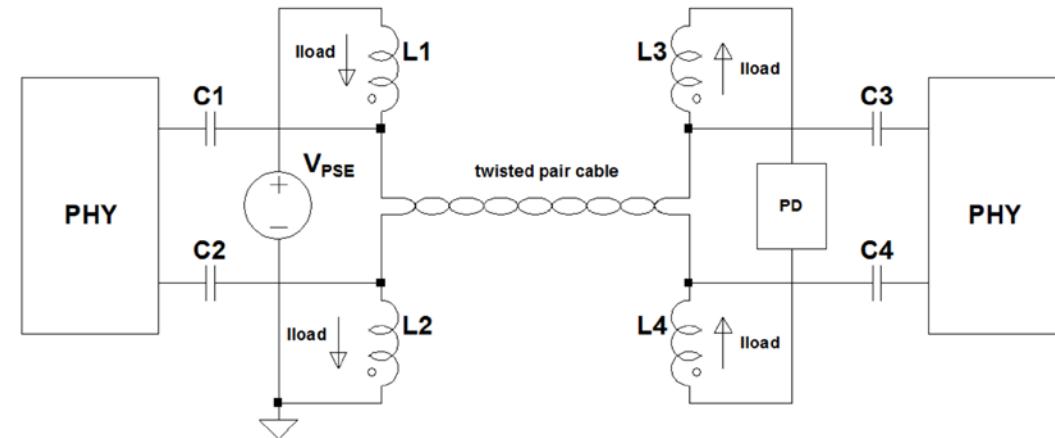 Iload
L1
L3
Iload
C1
C3
VPSE
twisted pair cable
PHY
PD
PHY
C2
C4
Iload
L2
L4
Iload